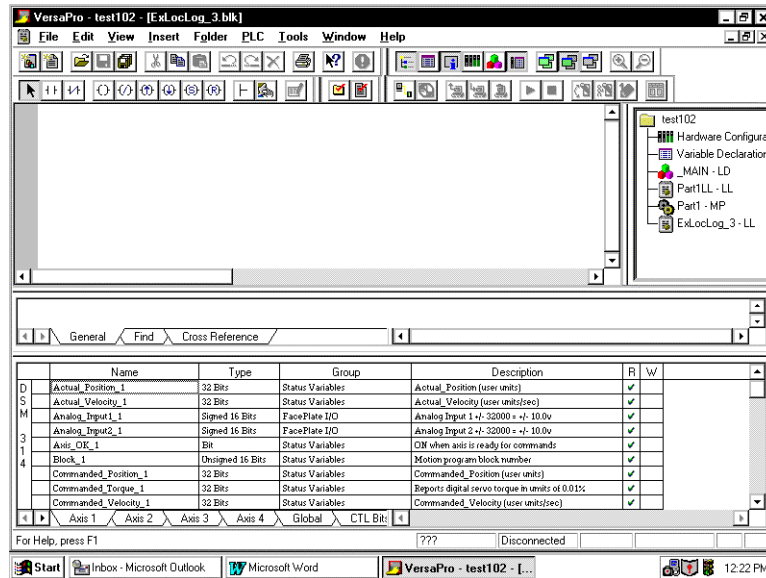 VersaPro - test102 - [ExLocLog_3.blk]
File Edit View Insert Folder PLC Tools Window Help
test102
Hardware Configura
Variable Declaration
_MAIN - LD
Part1LL - LL
Part1 - MP
ExLocLog_3 - LL
General Find Cross Reference
Name Type Group Description R W
DSM 314
Actual_Position_1 32 Bits Status Variables Actual_Position (user units)
Actual_Velocity_1 32 Bits Status Variables Actual_Velocity (user units/sec)
Analog_Input1_1 Signed 16 Bits FacePlate I/O Analog Input 1 +/- 32000 = +/- 10.0v
Analog_Input2_1 Signed 16 Bits FacePlate I/O Analog Input 2 +/- 32000 = +/- 10.0v
Axis_OK_1 Bit Status Variables ON when axis is ready for commands
Block_1 Unsigned 16 Bits Status Variables Motion program block number
Commanded_Position_1 32 Bits Status Variables Commanded_Position (user units)
Commanded_Torque_1 32 Bits Status Variables Reports digital servo torque in units of 0.01%
Commanded_Velocity_1 32 Bits Status Variables Commanded_Velocity (user units/sec)
Axis 1 Axis 2 Axis 3 Axis 4 Global CTL Bits
For Help, press F1 ??? Disconnected
Start Inbox - Microsoft Outlook Microsoft Word VersaPro - test102 - [... 12:22 PM